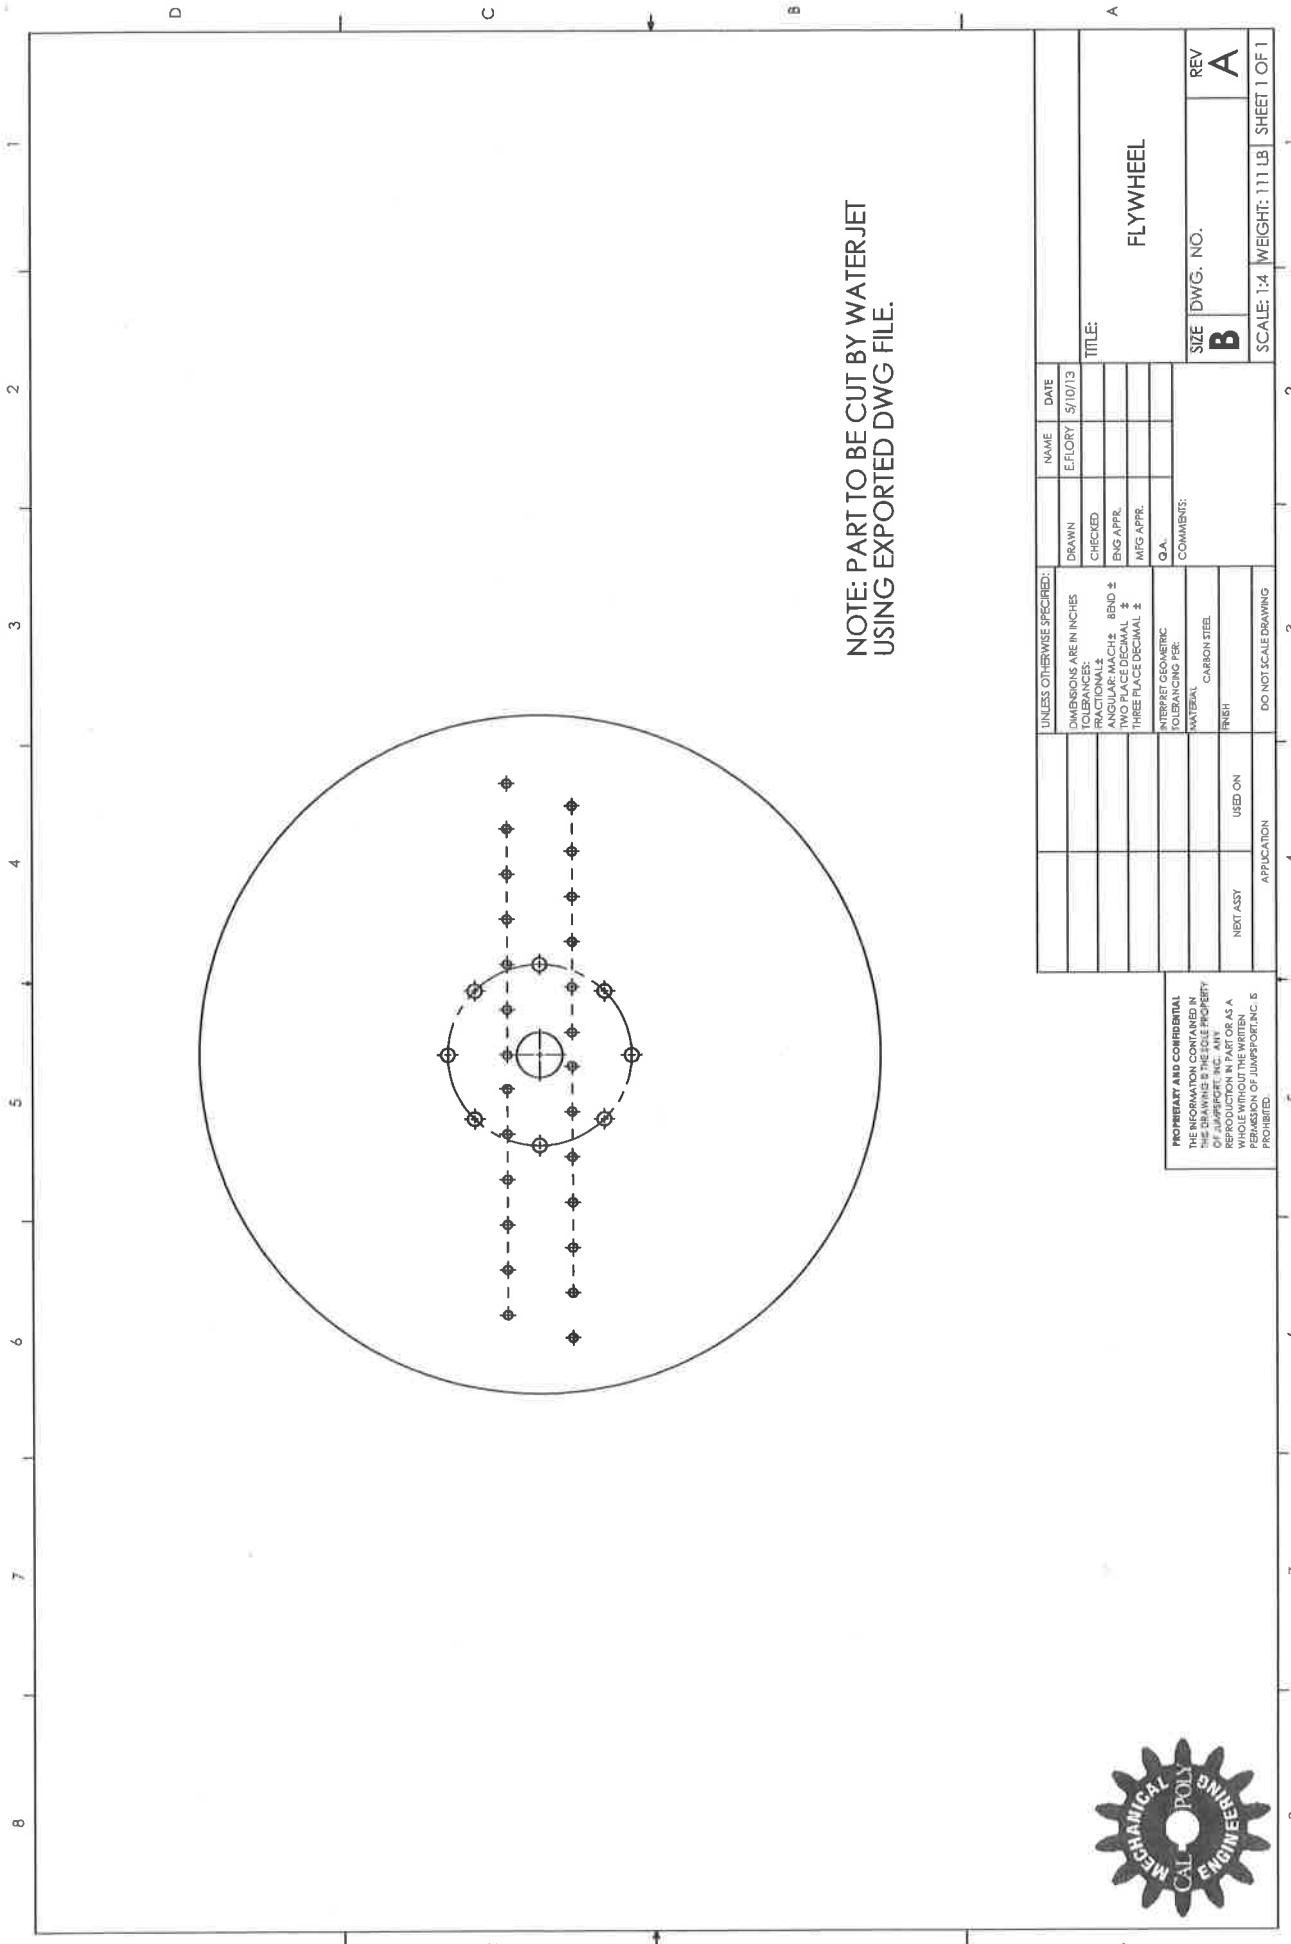 8
7
6
5
4
3
2
1
D
C
B
A
NOTE: PART TO BE CUT BY WATERJET
USING EXPORTED DWG FILE.
PROPRIETARY AND CONFIDENTIAL
THE INFORMATION CONTAINED IN
THE DRAWING IS THE SOLE PROPERTY
OF JUMPSPORT, INC. ANY
REPRODUCTION IN PART OR AS A
WHOLE WITHOUT THE WRITTEN
PERMISSION OF JUMPSPORT,INC. IS
PROHIBITED.
NEXT ASSY
USED ON
APPLICATION
UNLESS OTHERWISE SPECIFIED:
DIMENSIONS ARE IN INCHES
TOLERANCES:
FRACTIONAL±
ANGULAR: MACH± BEND ±
TWO PLACE DECIMAL ±
THREE PLACE DECIMAL ±
INTERPRET GEOMETRIC
TOLERANCING PER:
MATERIAL
CARBON STEEL
FINISH
DO NOT SCALE DRAWING
NAME
DATE
DRAWN
E.FLORY
5/10/13
CHECKED
ENG APPR.
MFG APPR.
Q.A.
COMMENTS:
TITLE:
FLYWHEEL
SIZE
B
DWG. NO.
REV
A
SCALE: 1:4
WEIGHT: 111 LB
SHEET 1 OF 1
MECHANICAL
CAL POLY
ENGINEERING